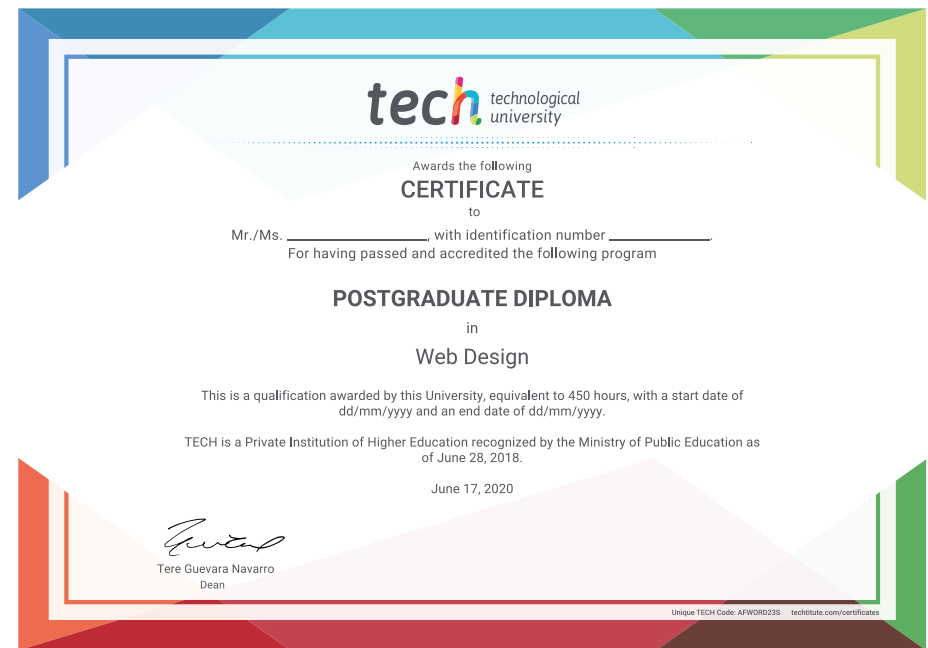 tech technological
university
Awards the following
CERTIFICATE
to
Mr./Ms. ____________, with identification number ____________.
For having passed and accredited the following program
POSTGRADUATE DIPLOMA
in
Web Design
This is a qualification awarded by this University, equivalent to 450 hours, with a start date of
dd/mm/yyyy and an end date of dd/mm/yyyy.
TECH is a Private Institution of Higher Education recognized by the Ministry of Public Education as
of June 28, 2018.
June 17, 2020
Tere Guevara Navarro
Dean
Unique TECH Code: AFWORD23S techtitute.com/certificates